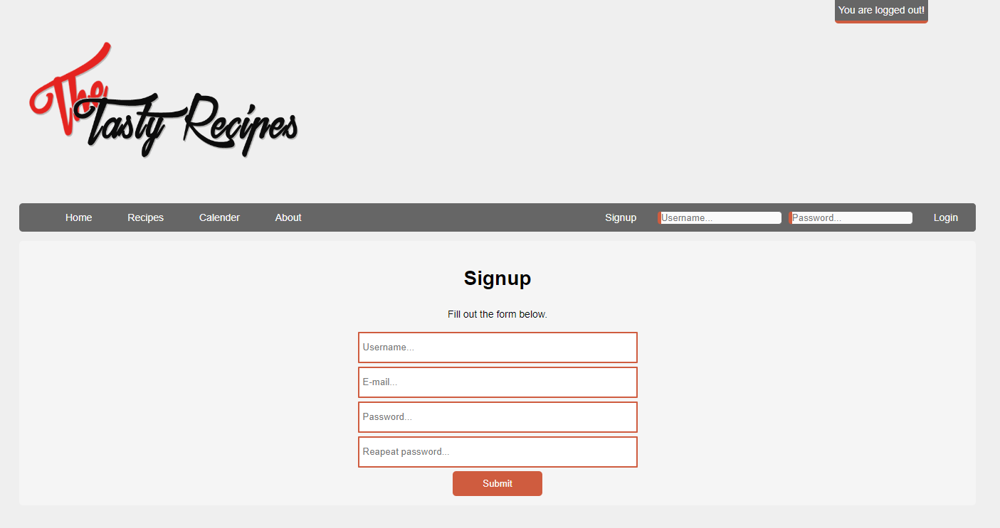 You are logged out!
The
Tasty Recipes
Home Recipes Calender About Signup Username... Password... Login
Signup
Fill out the form below.
Username...
E-mail...
Password...
Reapeat password...
Submit